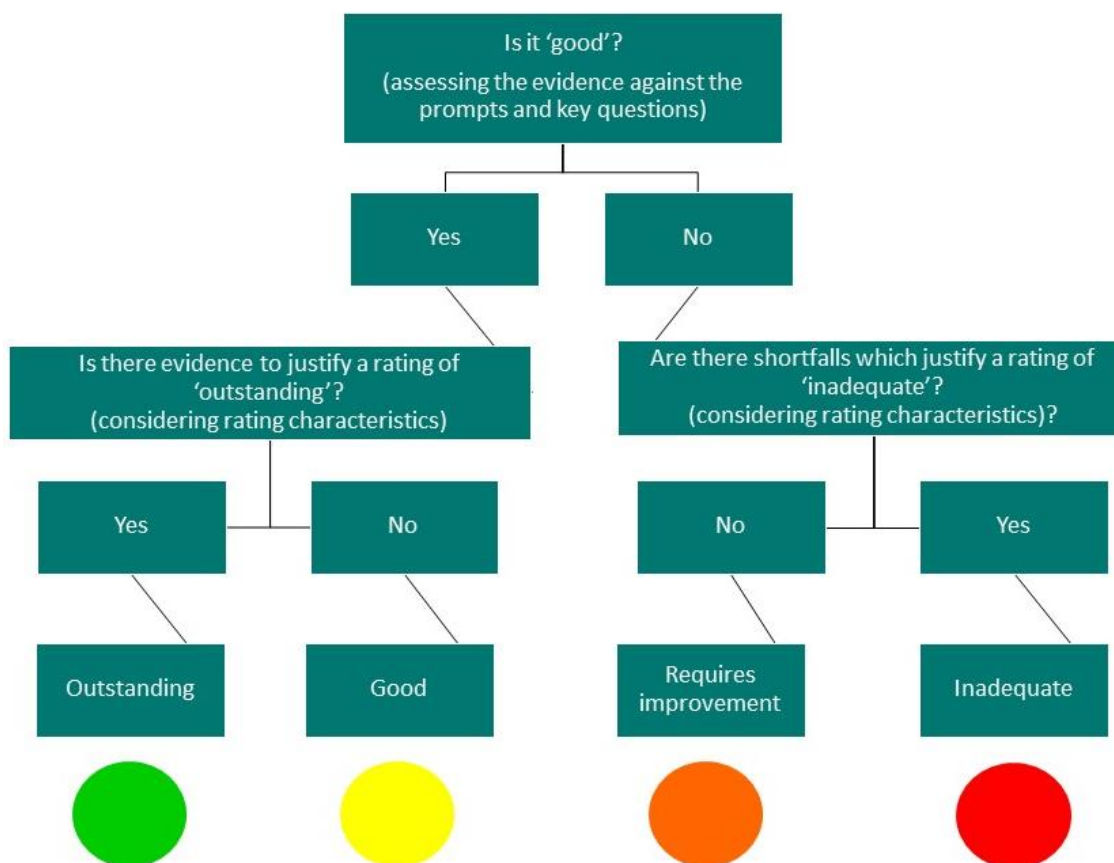 Is it ‘good’?
(assessing the evidence against the
prompts and key questions)
Yes
No
Is there evidence to justify a rating of
‘outstanding’?
(considering rating characteristics)
Are there shortfalls which justify a rating of
‘inadequate’?
(considering rating characteristics)?
Yes
No
No
Yes
Outstanding
Good
Requires
improvement
Inadequate